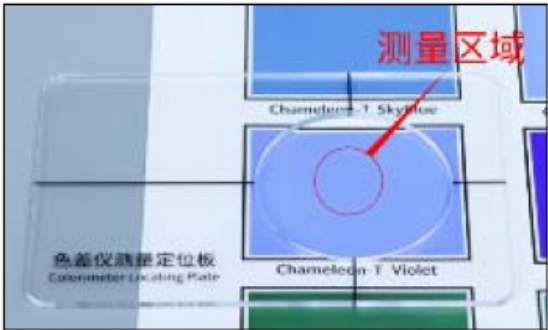 测量区域
Chameleon-T SkyBlue
色差仪测量定位板
Colorimeter Locating Plate
Chameleon-T Violet